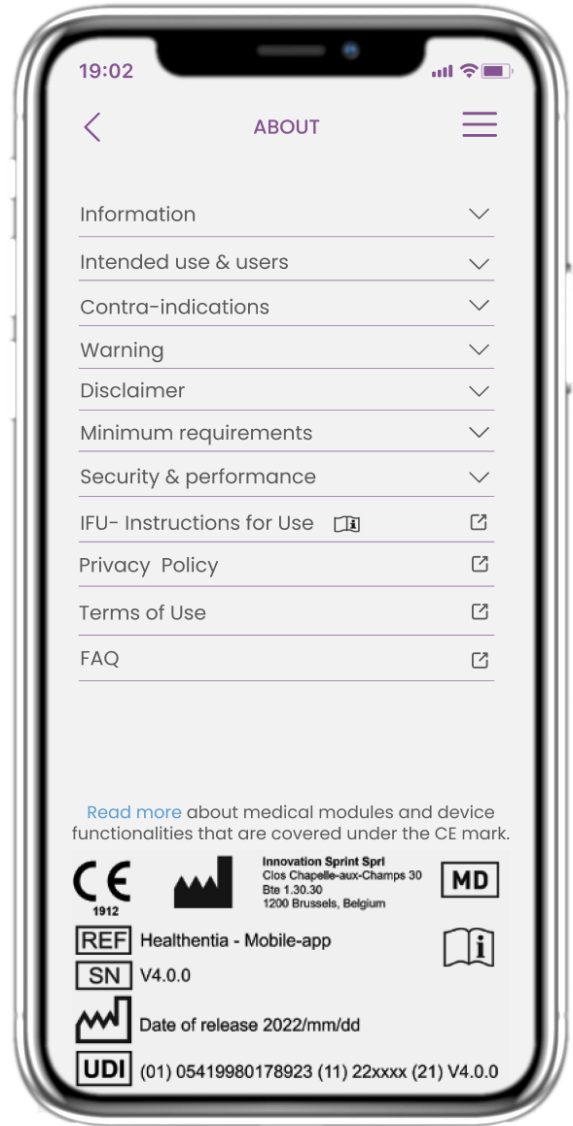 19:02
ABOUT
Information
Intended use & users
Contra-indications
Warning
Disclaimer
Minimum requirements
Security & performance
IFU- Instructions for Use i
Privacy Policy
Terms of Use
FAQ
Read more about medical modules and device
functionalities that are covered under the CE mark.
CE
1912
Innovation Sprint Sprl
Clos Chapelle-aux-Champs 30
Bte 1.30.30
1200 Brussels, Belgium
MD
REF Healthentia - Mobile-app
i
SN V4.0.0
Date of release 2022/mm/dd
UDI (01) 05419980178923 (11) 22xxxx (21) V4.0.0